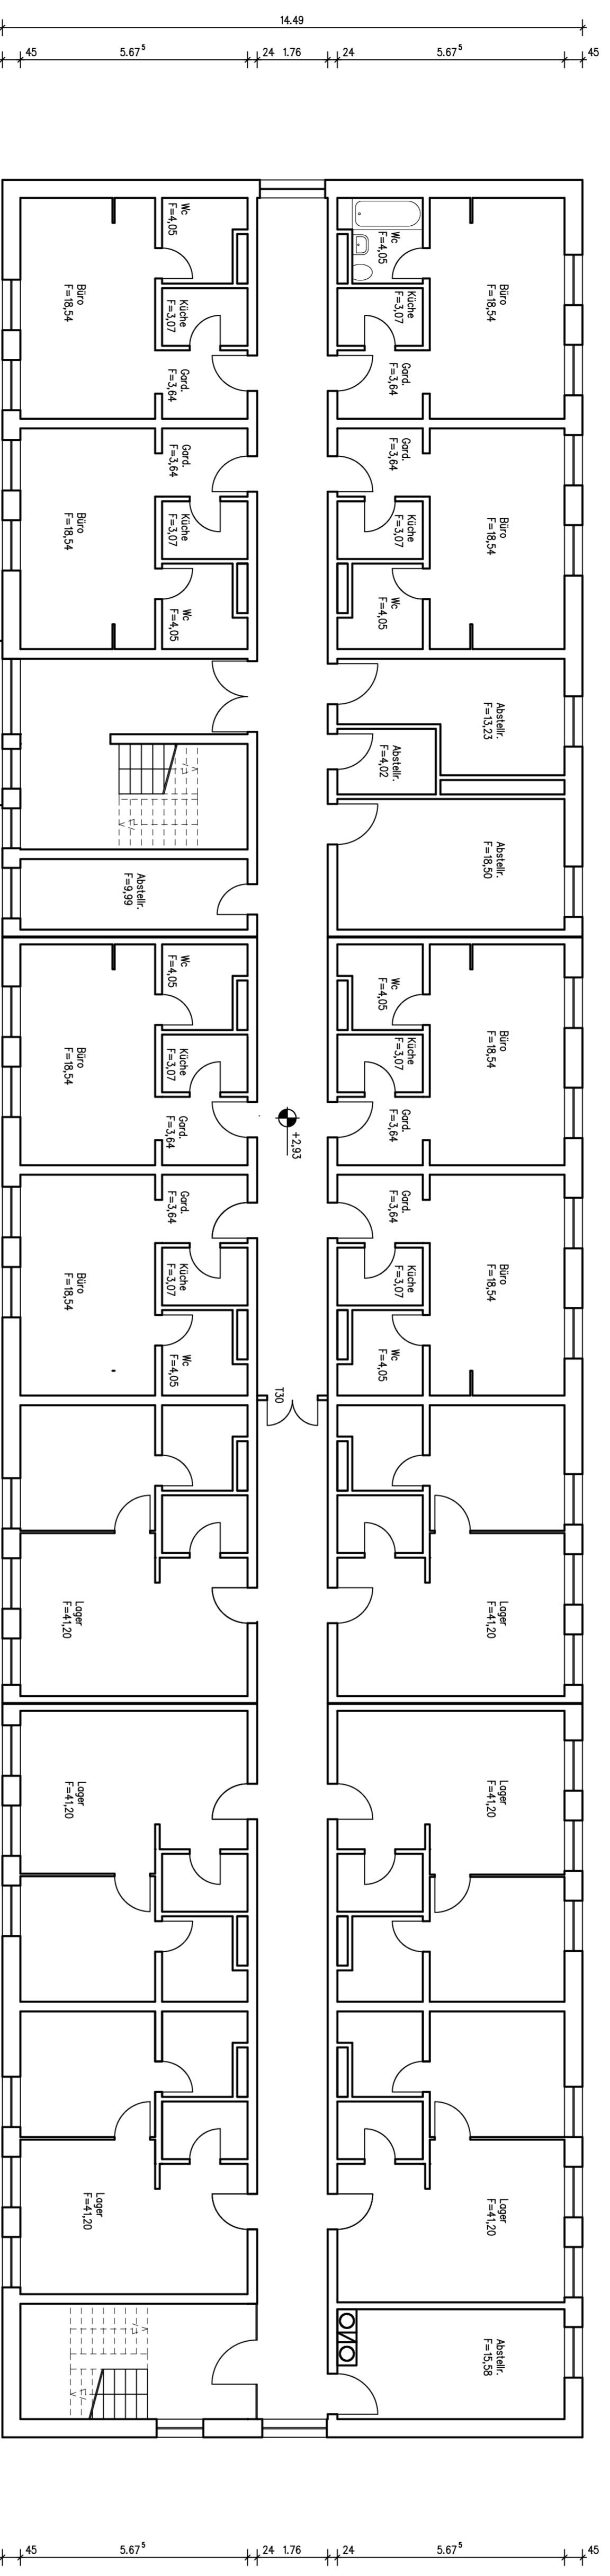 14.49
45 5.67⁵ 24 1.76 24 5.67⁵ 45
Wc
F=4,05
Wc
F=4,05
Büro
F=18,54
Küche
F=3,07
Küche
F=3,07
Büro
F=18,54
Gard.
F=3,64
Gard.
F=3,64
Gard.
F=3,64
Gard.
F=3,64
Büro
F=18,54
Küche
F=3,07
Küche
F=3,07
Büro
F=18,54
Wc
F=4,05
Wc
F=4,05
Abstellr.
F=13,23
Abstellr.
F=4,02
Abstellr.
F=18,50
Abstellr.
F=9,99
Wc
F=4,05
Wc
F=4,05
Büro
F=18,54
Küche
F=3,07
Küche
F=3,07
Büro
F=18,54
Gard.
F=3,64
+2,93
Gard.
F=3,64
Gard.
F=3,64
Gard.
F=3,64
Büro
F=18,54
Küche
F=3,07
Küche
F=3,07
Büro
F=18,54
Wc
F=4,05
Wc
F=4,05
T30
Lager
F=41,20
Lager
F=41,20
Lager
F=41,20
Lager
F=41,20
Lager
F=41,20
Lager
F=41,20
Abstellr.
F=15,58
45 5.67⁵ 24 1.76 24 5.67⁵ 45